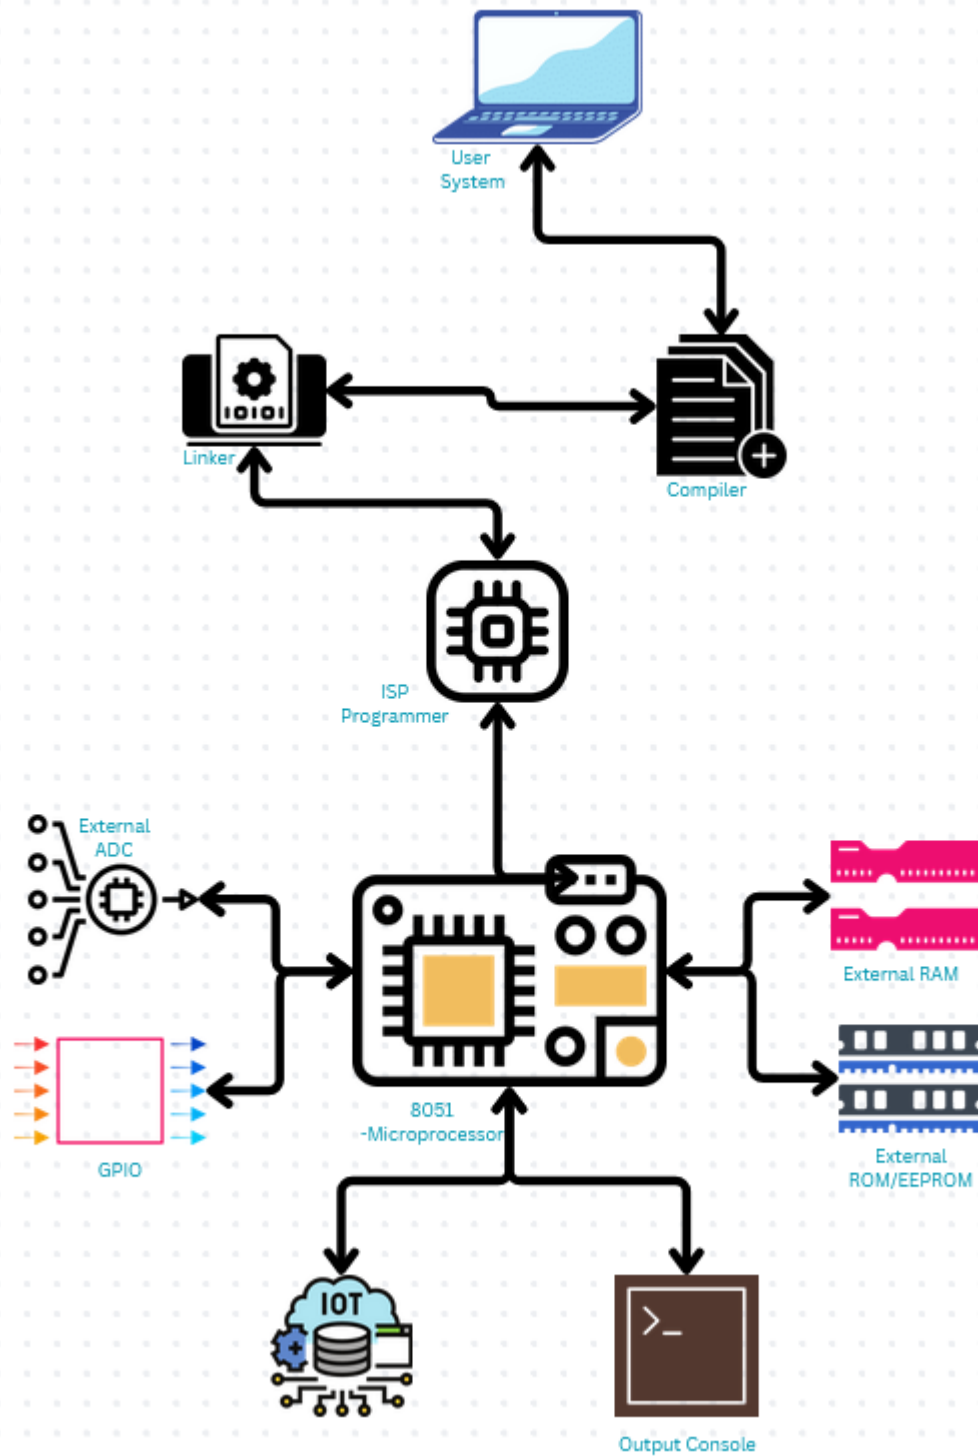 User
System
Linker
Compiler
ISP
Programmer
External
ADC
External RAM
8051
-Microprocessor
GPIO
External
ROM/EEPROM
IOT
>_
Output Console